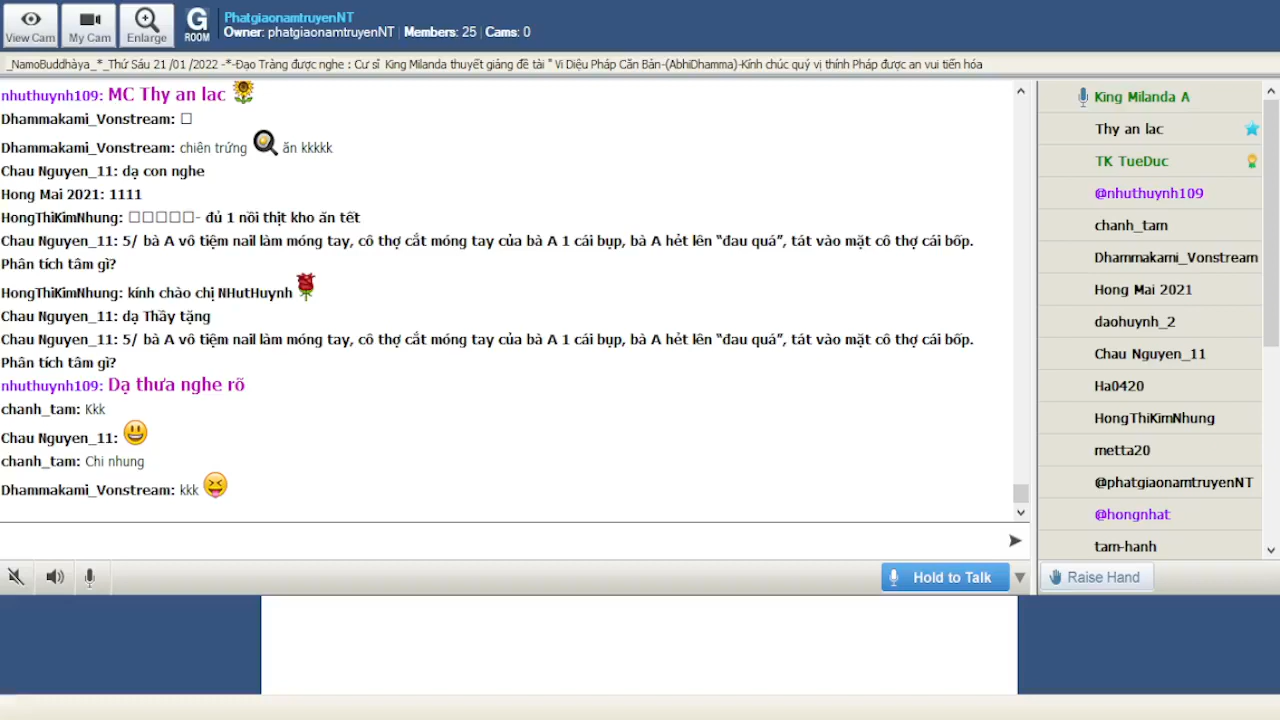 View Cam
My Cam
Enlarge
G
ROOM
PhatgiaonamtruyenNT
Owner: phatgiaonamtruyenNT | Members: 25 | Cams: 0
_NamoBuddhàya_*_Thứ Sáu 21 /01 /2022 -*-Đạo Tràng được nghe : Cư sĩ King Milanda thuyết giảng đề tài " Vi Diệu Pháp Căn Bản-(AbhiDhamma)-Kính chúc quý vị thính Pháp được an vui tiến hóa
nhuthuynh109: MC Thy an lac
Dhammakami_Vonstream: □
Dhammakami_Vonstream: chiên trứng ăn kkkkk
Chau Nguyen_11: dạ con nghe
Hong Mai 2021: 1111
HongThiKimNhung: □□□□□- đủ 1 nồi thịt kho ăn tết
Chau Nguyen_11: 5/ bà A vô tiệm nail làm móng tay, cô thợ cắt móng tay của bà A 1 cái bụp, bà A hẻt lên “đau quá”, tát vào mặt cô thợ cái bốp.
Phân tích tâm gì?
HongThiKimNhung: kính chào chị NHutHuynh
Chau Nguyen_11: dạ Thầy tặng
Chau Nguyen_11: 5/ bà A vô tiệm nail làm móng tay, cô thợ cắt móng tay của bà A 1 cái bụp, bà A hẻt lên “đau quá”, tát vào mặt cô thợ cái bốp.
Phân tích tâm gì?
nhuthuynh109: Dạ thưa nghe rõ
chanh_tam: Kkk
Chau Nguyen_11:
chanh_tam: Chi nhung
Dhammakami_Vonstream: kkk
Hold to Talk
King Milanda A
Thy an lac
TK TueDuc
@nhuthuynh109
chanh_tam
Dhammakami_Vonstream
Hong Mai 2021
daohuynh_2
Chau Nguyen_11
Ha0420
HongThiKimNhung
metta20
@phatgiaonamtruyenNT
@hongnhat
tam-hanh
Raise Hand